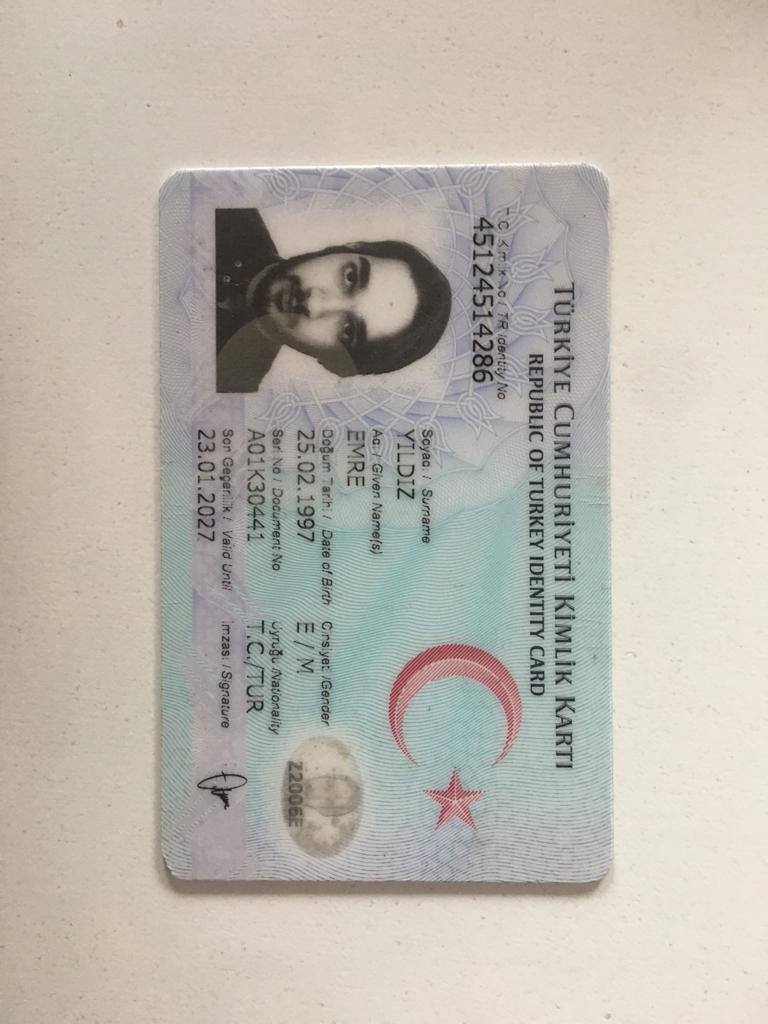 TÜRKİYE CUMHURİYETİ KİMLİK KARTI
REPUBLIC OF TURKEY IDENTITY CARD
T.C. Kimlik No / TR Identity No
45124514286
Soyadı / Surname
YILDIZ
Adı / Given Name(s)
EMRE
Doğum Tarihi / Date of Birth Cinsiyet /Gender
25.02.1997 E / M
Z2006E
Seri No / Document No Uyruğu /Nationality
A01K30441 T.C./TUR
Son Geçerlilik / Valid Until İmzası /Signature
23.01.2027